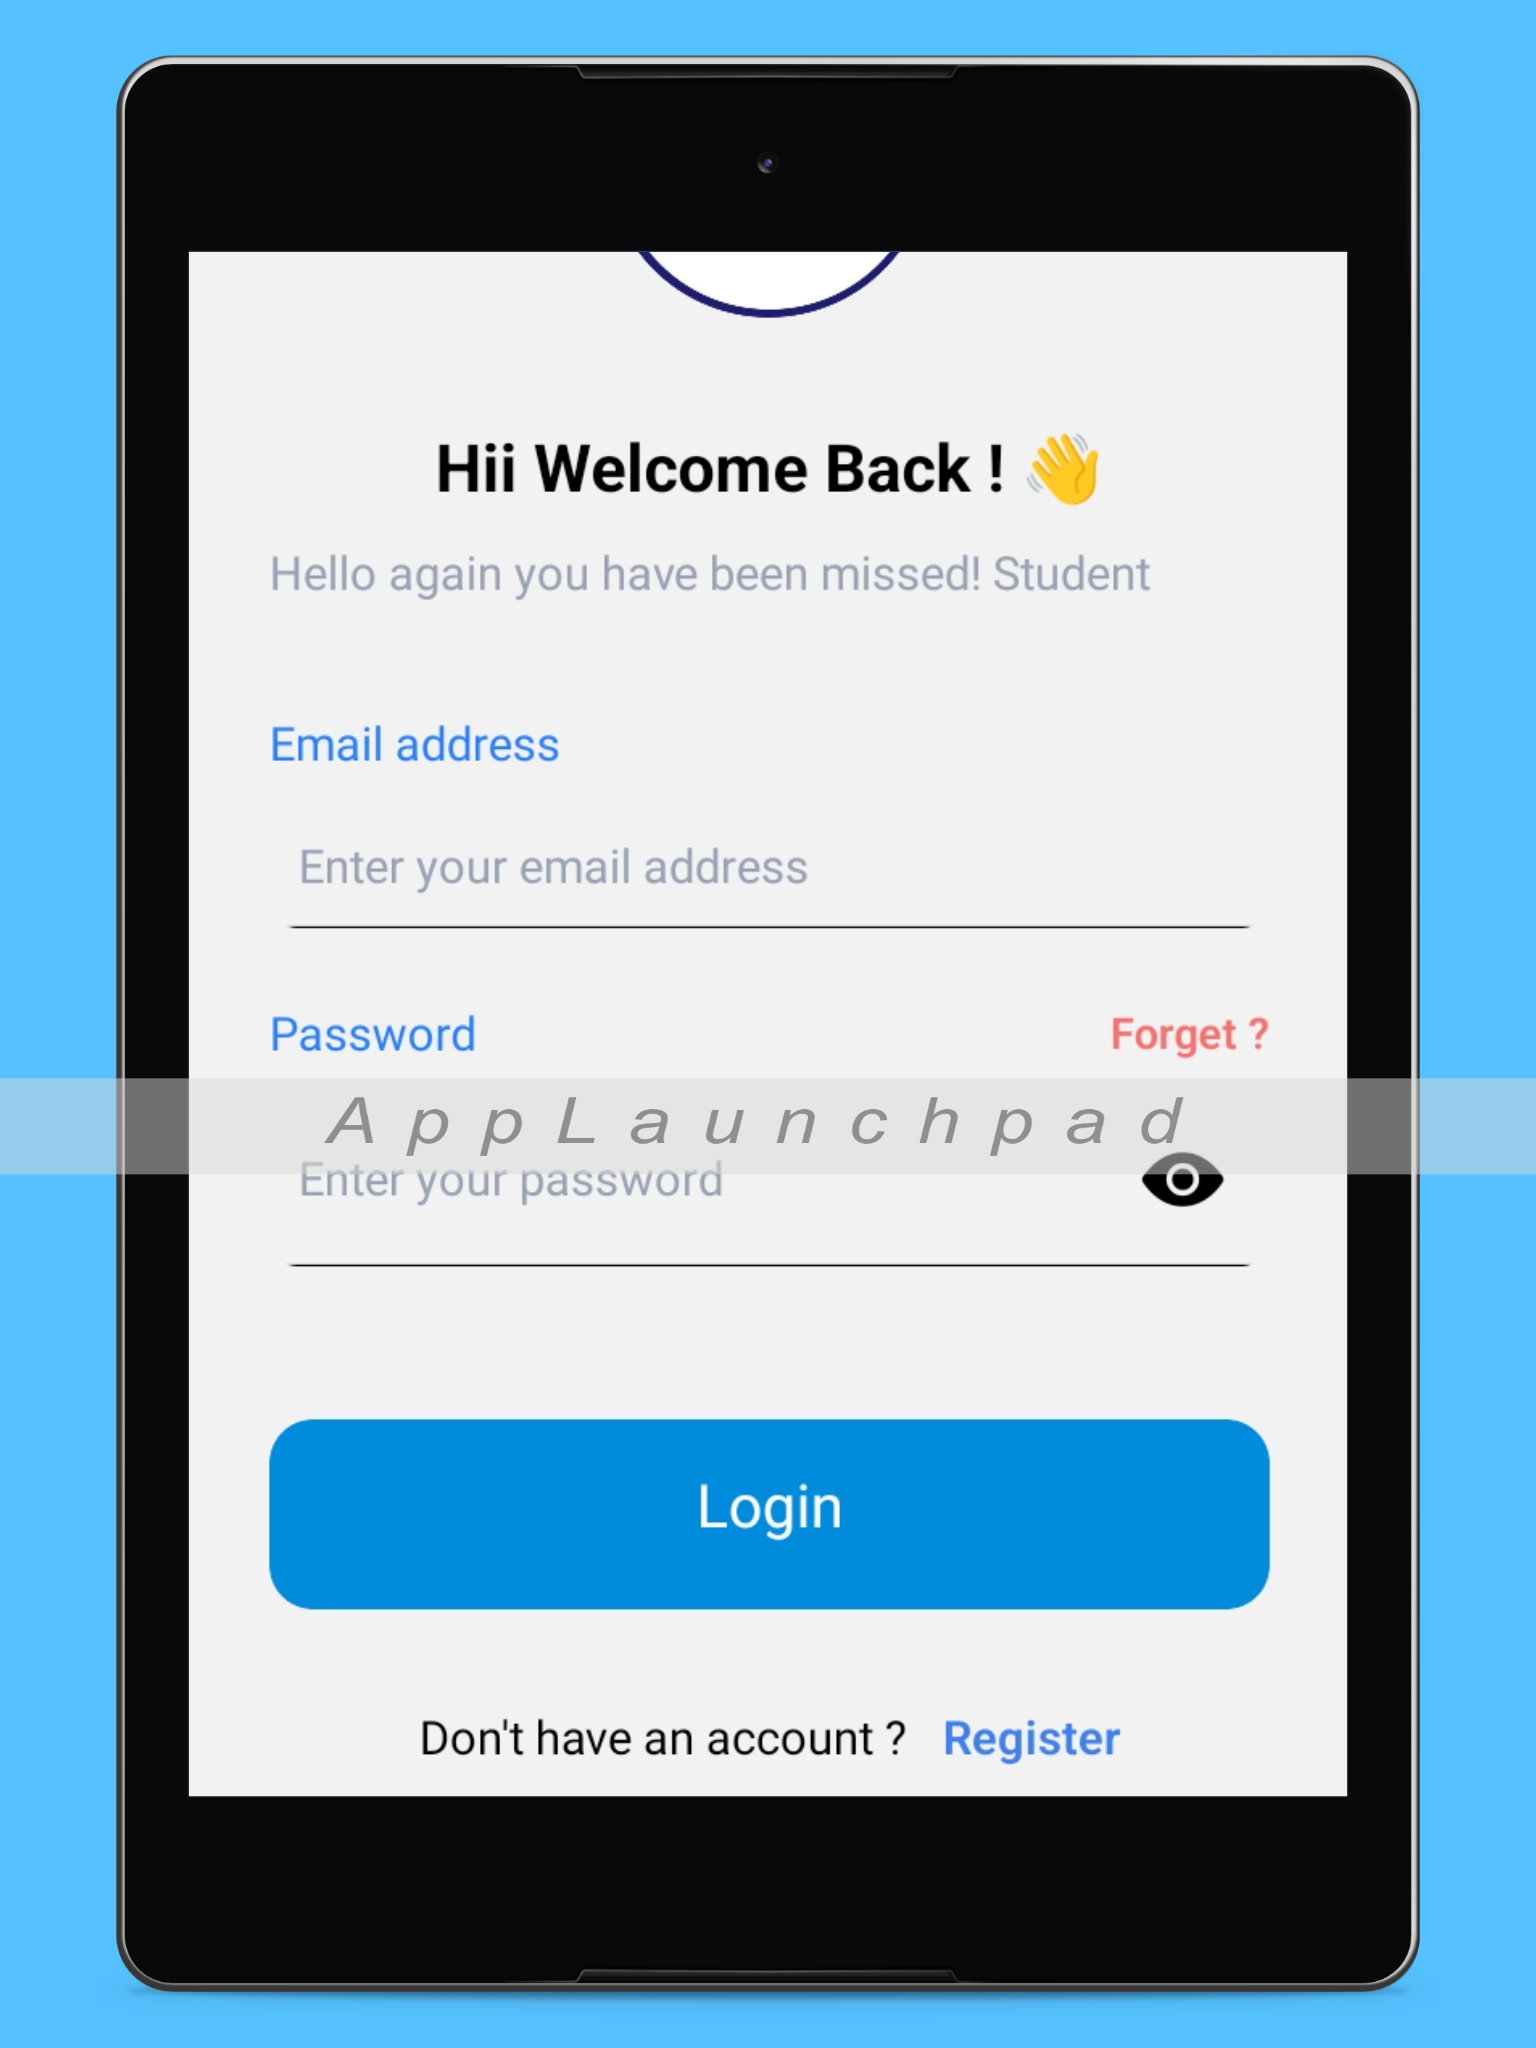 Hii Welcome Back ! 👋
Hello again you have been missed! Student
Email address
Enter your email address
Password Forget ?
AppLaunchpad
Enter your password
Login
Don't have an account ? Register